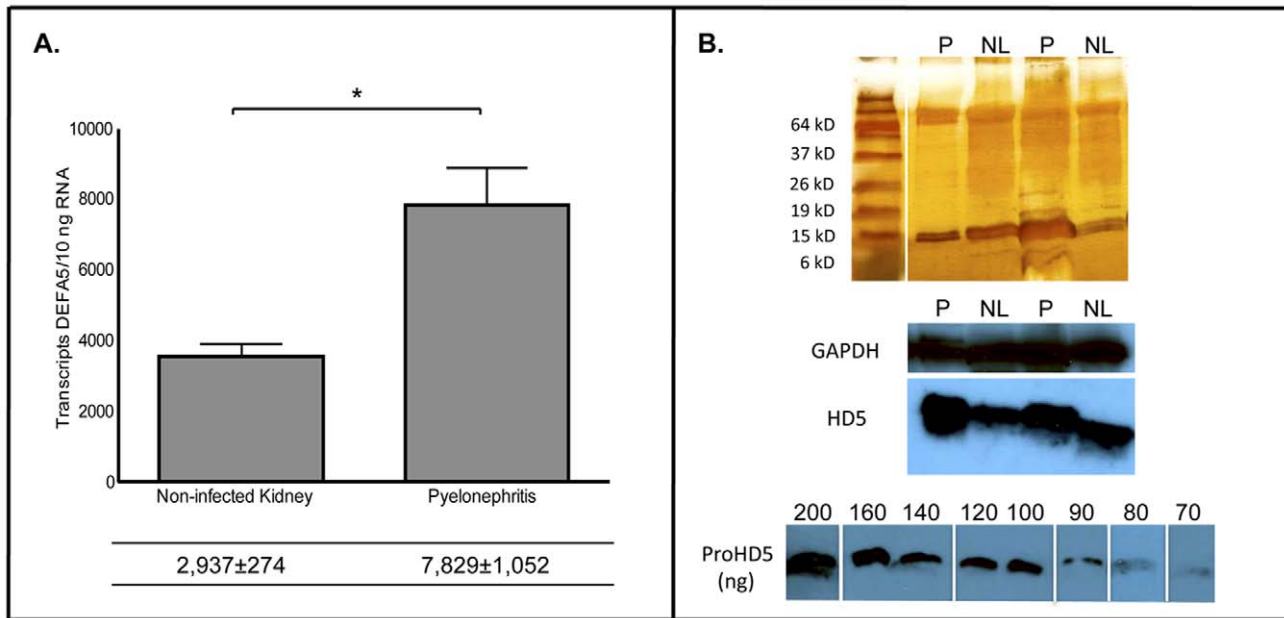 A.
*
Transcripts DEFA5/10 ng RNA
10000
8000
6000
4000
2000
0
Non-infected Kidney Pyelonephritis
2,937±274 7,829±1,052
B.
P NL P NL
64 kD
37 kD
26 kD
19 kD
15 kD
6 kD
P NL P NL
GAPDH
HD5
200 160 140 120 100 90 80 70
ProHD5
(ng)